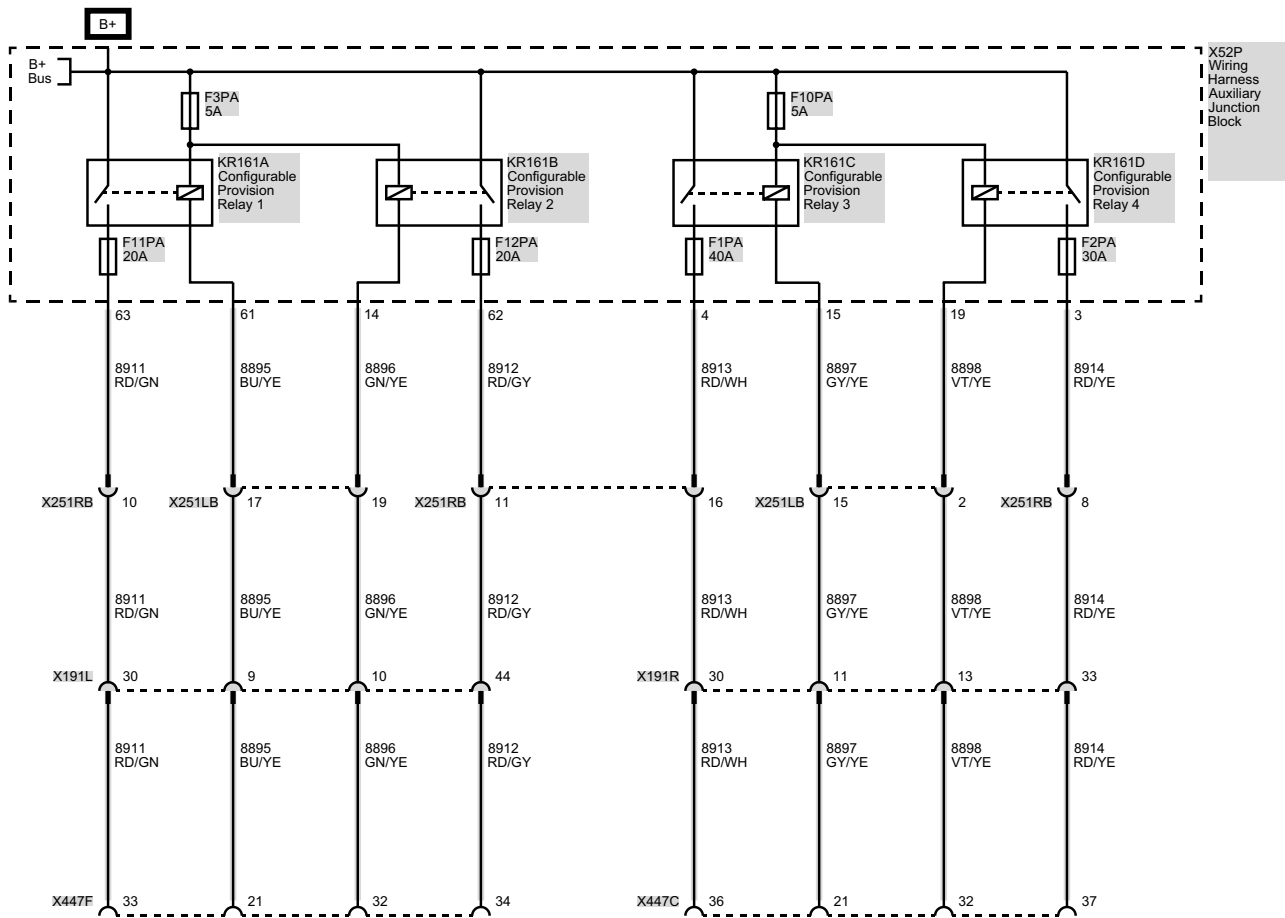 B+
B+
Bus
X52P
Wiring
Harness
Auxiliary
Junction
Block
F3PA
5A
F10PA
5A
KR161A
Configurable
Provision
Relay 1
KR161B
Configurable
Provision
Relay 2
KR161C
Configurable
Provision
Relay 3
KR161D
Configurable
Provision
Relay 4
F11PA
20A
F12PA
20A
F1PA
40A
F2PA
30A
63 61 14 62 4 15 19 3
8911 8895 8896 8912 8913 8897 8898 8914
RD/GN BU/YE GN/YE RD/GY RD/WH GY/YE VT/YE RD/YE
X251RB 10 X251LB 17 19 X251RB 11 16 X251LB 15 2 X251RB 8
8911 8895 8896 8912 8913 8897 8898 8914
RD/GN BU/YE GN/YE RD/GY RD/WH GY/YE VT/YE RD/YE
X191L 30 9 10 44 X191R 30 11 13 33
8911 8895 8896 8912 8913 8897 8898 8914
RD/GN BU/YE GN/YE RD/GY RD/WH GY/YE VT/YE RD/YE
X447F 33 21 32 34 X447C 36 21 32 37